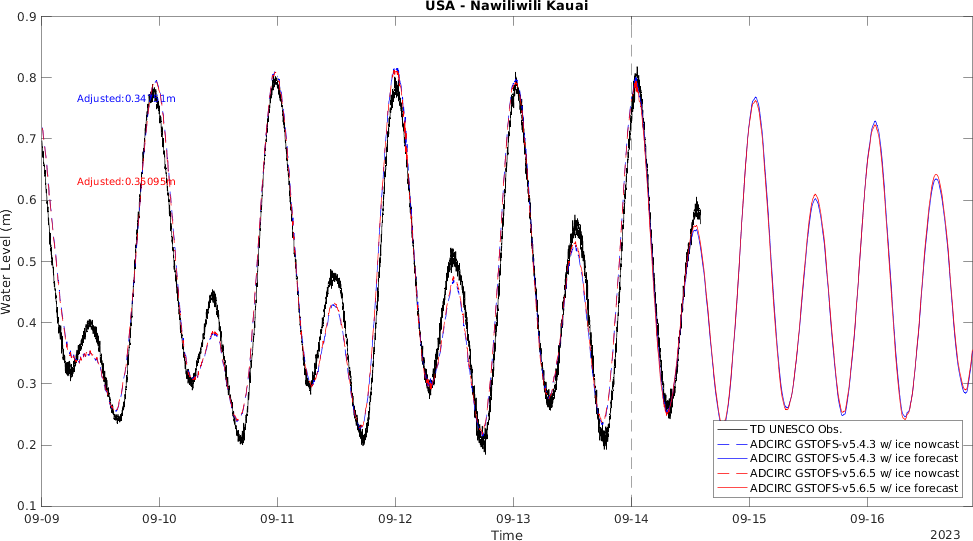 USA - Nawiliwili Kauai
0.9
0.8
0.7
0.6
0.5
0.4
0.3
0.2
0.1
Water Level (m)
Adjusted:
Adjusted:0.35095m
TD UNESCO Obs.
ADCIRC GSTOFS-v5.4.3 w/ ice nowcast
ADCIRC GSTOFS-v5.4.3 w/ ice forecast
ADCIRC GSTOFS-v5.6.5 w/ ice nowcast
ADCIRC GSTOFS-v5.6.5 w/ ice forecast
09-09 09-10 09-11 09-12 09-13 09-14 09-15 09-16
Time
2023